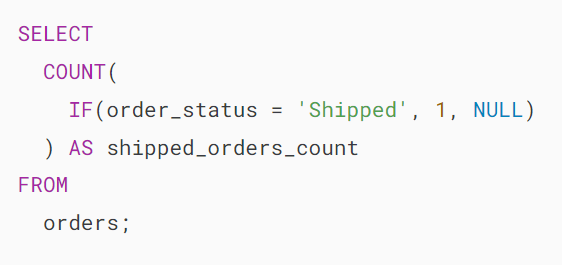 SELECT
  COUNT(
    IF(order_status = 'Shipped', 1, NULL)
  ) AS shipped_orders_count
FROM
  orders;